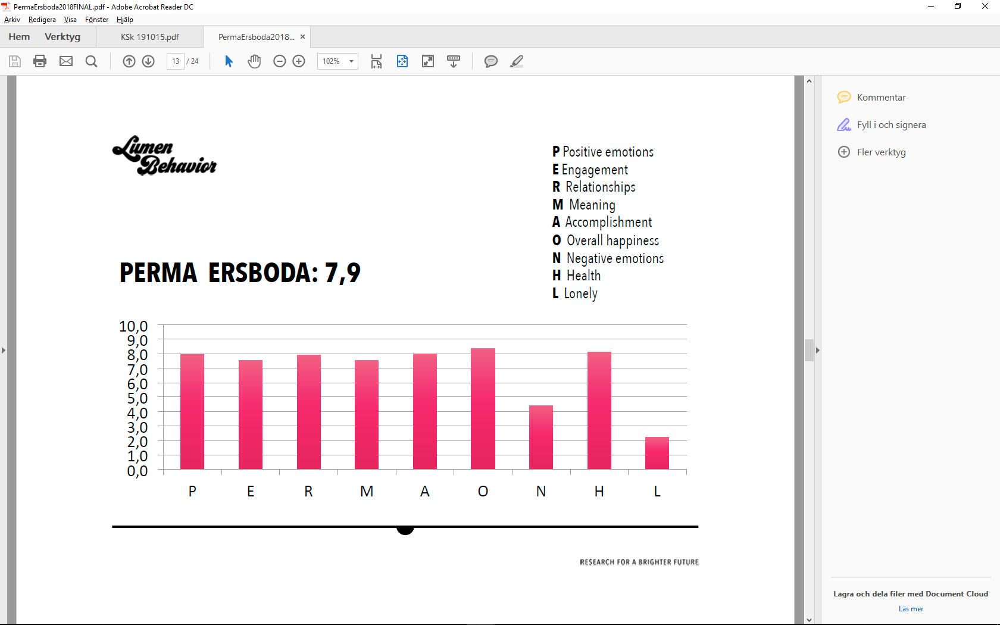 PermaErsboda2018FINAL.pdf - Adobe Acrobat Reader DC
Arkiv Redigera Visa Fönster Hjälp
Hem Verktyg KSk 191015.pdf PermaErsboda2018... ×
13 / 24 102%
Kommentar
Fyll i och signera
Fler verktyg
Lumen
Behavior
P Positive emotions
E Engagement
R Relationships
M Meaning
A Accomplishment
O Overall happiness
N Negative emotions
H Health
L Lonely
PERMA ERSBODA: 7,9
10,0
9,0
8,0
7,0
6,0
5,0
4,0
3,0
2,0
1,0
0,0
P E R M A O N H L
RESEARCH FOR A BRIGHTER FUTURE
Lagra och dela filer med Document Cloud
Läs mer